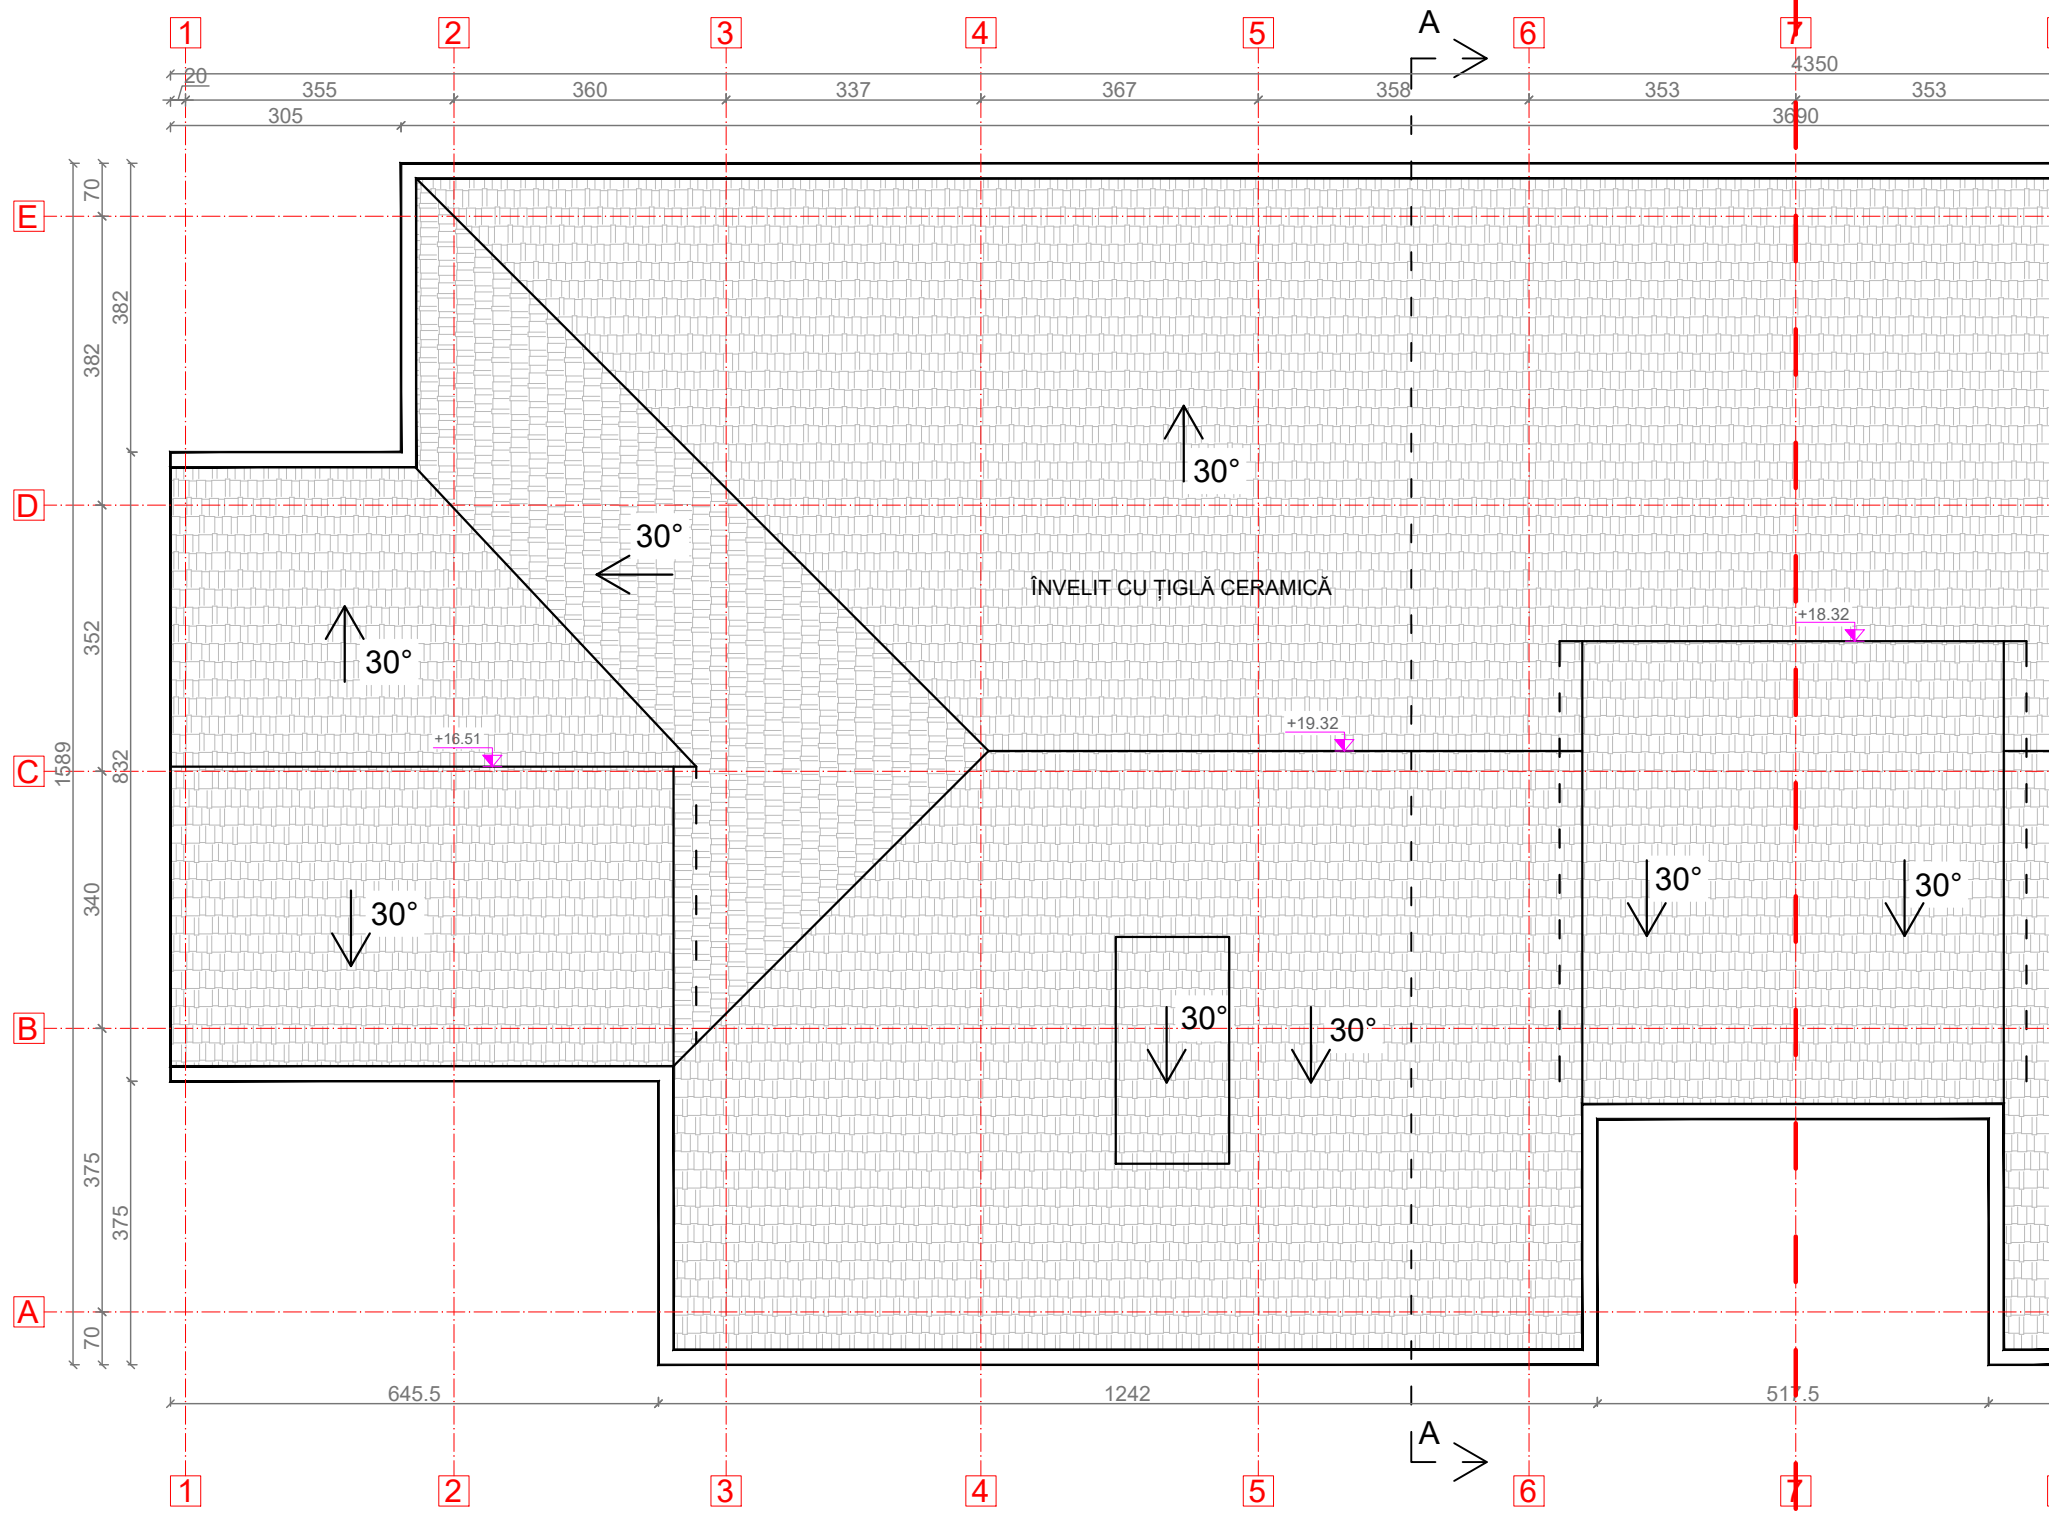 1 2 3 4 5 A 6 7
4350
20 355 360 337 367 358 353 353
305 3690
70
E
382 382
D
30°
30°
30°
ÎNVELIT CU ȚIGLĂ CERAMICĂ
352
+18.32
+16.51
+19.32
C
1589
832
340
30°
30°
30°
B
30°
30°
375
375
A
70
645.5 1242 517.5
A
1 2 3 4 5 6 7